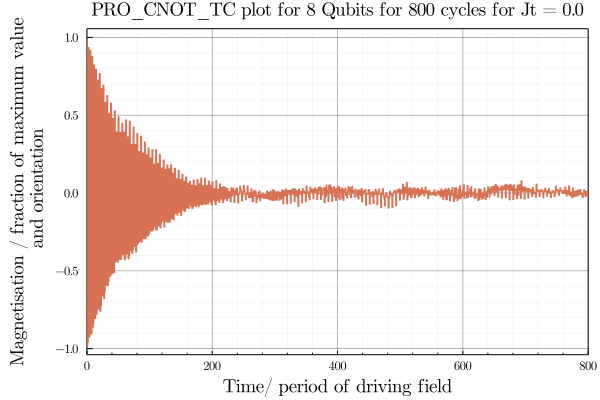 PRO_CNOT_TC plot for 8 Qubits for 800 cycles for Jt = 0.0
Magnetisation / fraction of maximum value
and orientation
1.0
0.5
0.0
−0.5
−1.0
0 200 400 600 800
Time/ period of driving field